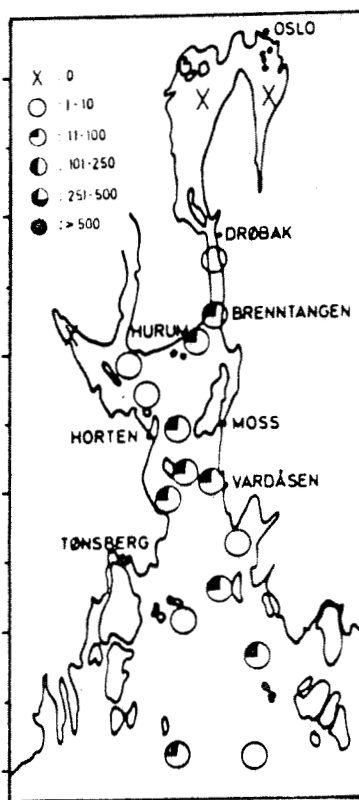 OSLO
X : 0
: 1-10
: 11-100
: 101-250
: 251-500
: > 500
X X
DRØBAK
BRENNTANGEN
HURUM
HORTEN
MOSS
VARDÅSEN
TØNSBERG